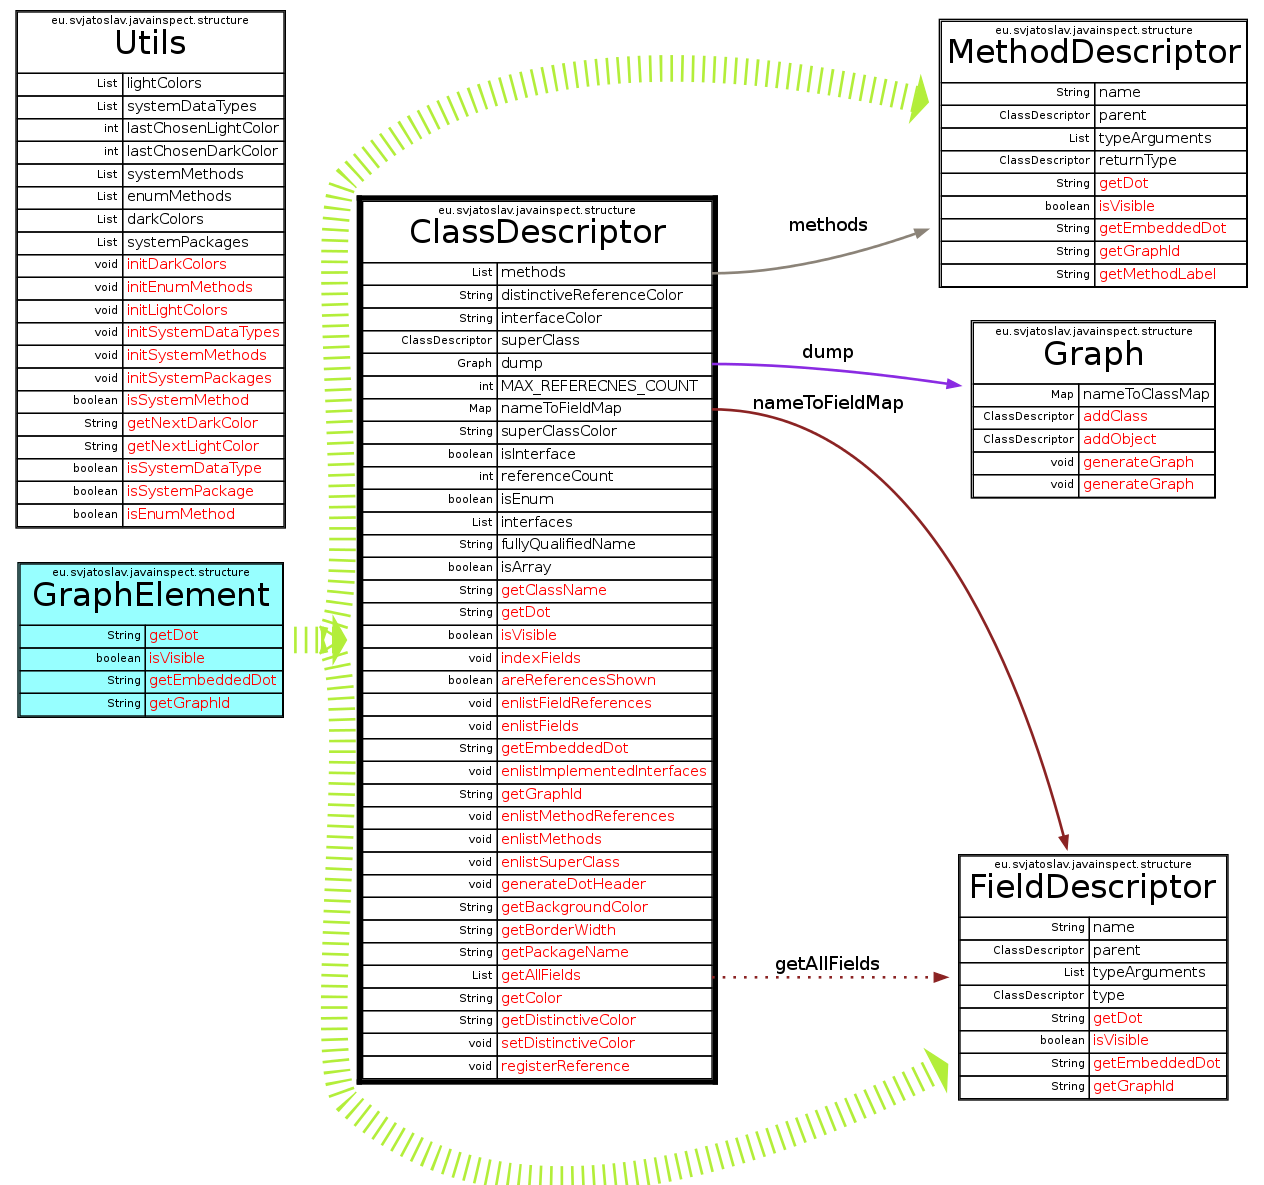 eu.svjatoslav.javainspect.structure
Utils
List lightColors
List systemDataTypes
int lastChosenLightColor
int lastChosenDarkColor
List systemMethods
List enumMethods
List darkColors
List systemPackages
void initDarkColors
void initEnumMethods
void initLightColors
void initSystemDataTypes
void initSystemMethods
void initSystemPackages
boolean isSystemMethod
String getNextDarkColor
String getNextLightColor
boolean isSystemDataType
boolean isSystemPackage
boolean isEnumMethod
eu.svjatoslav.javainspect.structure
GraphElement
String getDot
boolean isVisible
String getEmbeddedDot
String getGraphId
eu.svjatoslav.javainspect.structure
ClassDescriptor
List methods
String distinctiveReferenceColor
String interfaceColor
ClassDescriptor superClass
Graph dump
int MAX_REFERECNES_COUNT
Map nameToFieldMap
String superClassColor
boolean isInterface
int referenceCount
boolean isEnum
List interfaces
String fullyQualifiedName
boolean isArray
String getClassName
String getDot
boolean isVisible
void indexFields
boolean areReferencesShown
void enlistFieldReferences
void enlistFields
String getEmbeddedDot
void enlistImplementedInterfaces
String getGraphId
void enlistMethodReferences
void enlistMethods
void enlistSuperClass
void generateDotHeader
String getBackgroundColor
String getBorderWidth
String getPackageName
List getAllFields
String getColor
String getDistinctiveColor
void setDistinctiveColor
void registerReference
methods
dump
nameToFieldMap
getAllFields
eu.svjatoslav.javainspect.structure
MethodDescriptor
String name
ClassDescriptor parent
List typeArguments
ClassDescriptor returnType
String getDot
boolean isVisible
String getEmbeddedDot
String getGraphId
String getMethodLabel
eu.svjatoslav.javainspect.structure
Graph
Map nameToClassMap
ClassDescriptor addClass
ClassDescriptor addObject
void generateGraph
void generateGraph
eu.svjatoslav.javainspect.structure
FieldDescriptor
String name
ClassDescriptor parent
List typeArguments
ClassDescriptor type
String getDot
boolean isVisible
String getEmbeddedDot
String getGraphId